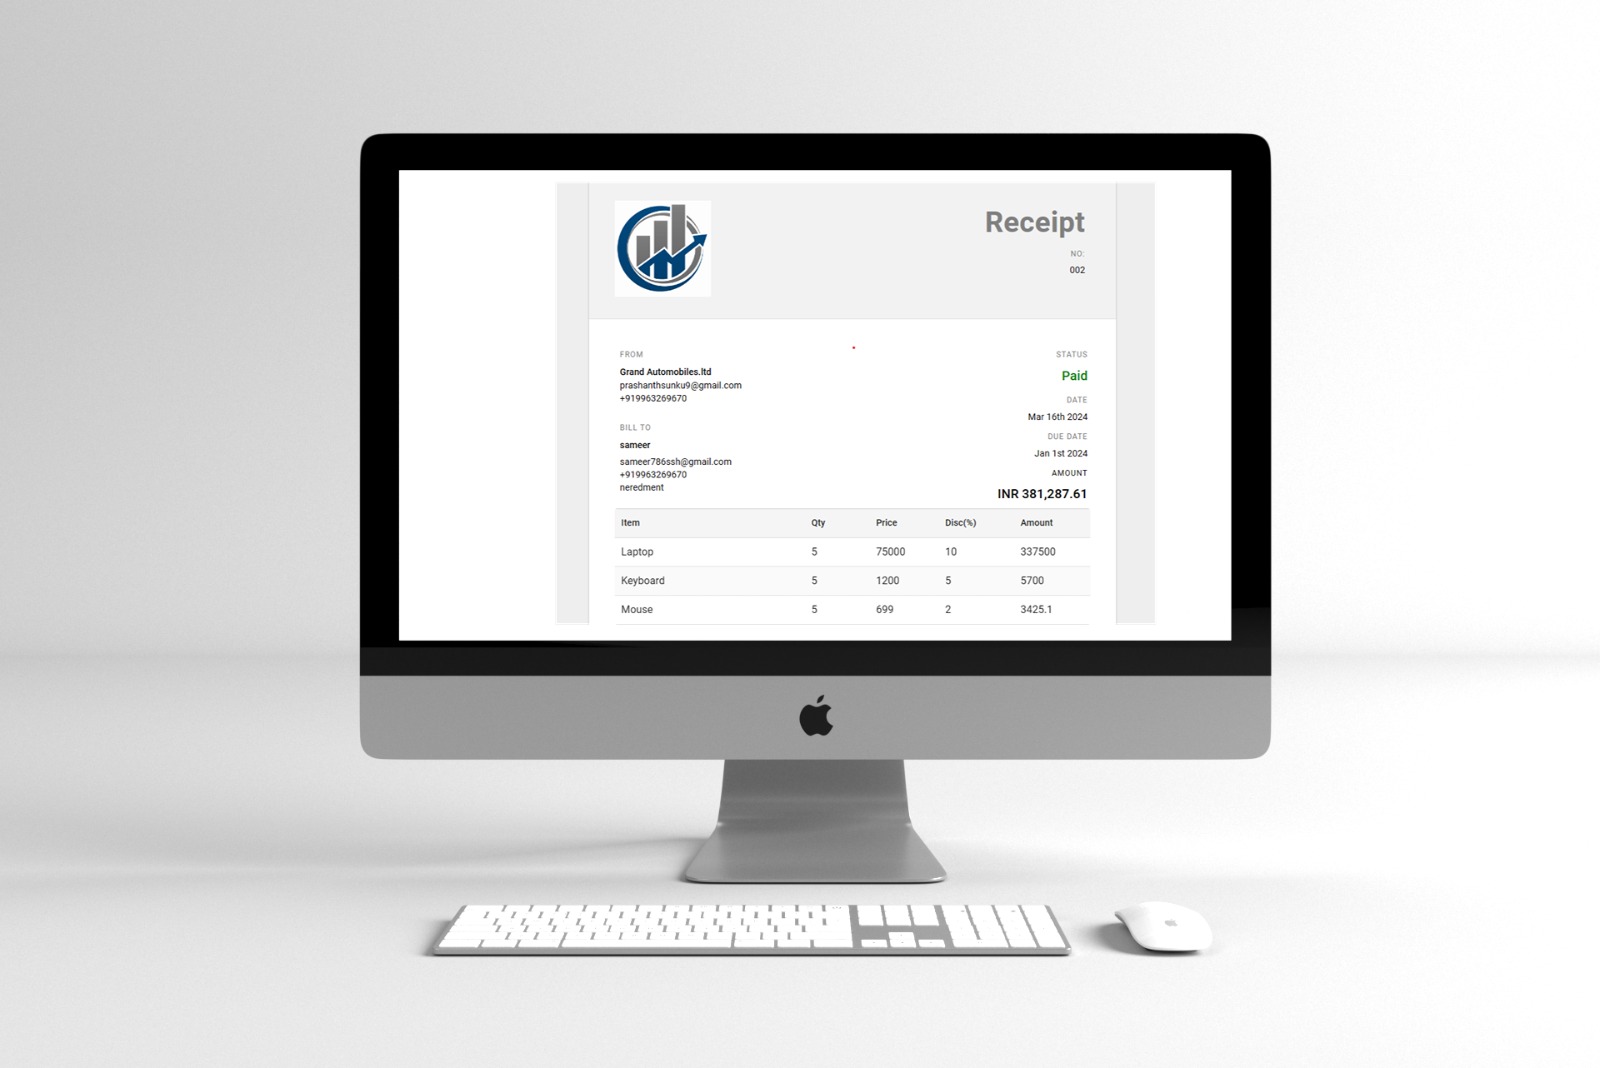 Receipt
NO:
002
FROM
Grand Automobiles.ltd
prashanthsunku9@gmail.com
+919963269670
BILL TO
sameer
sameer786ssh@gmail.com
+919963269670
neredment
STATUS
Paid
DATE
Mar 16th 2024
DUE DATE
Jan 1st 2024
AMOUNT
INR 381,287.61
Item Qty Price Disc(%) Amount
Laptop 5 75000 10 337500
Keyboard 5 1200 5 5700
Mouse 5 699 2 3425.1